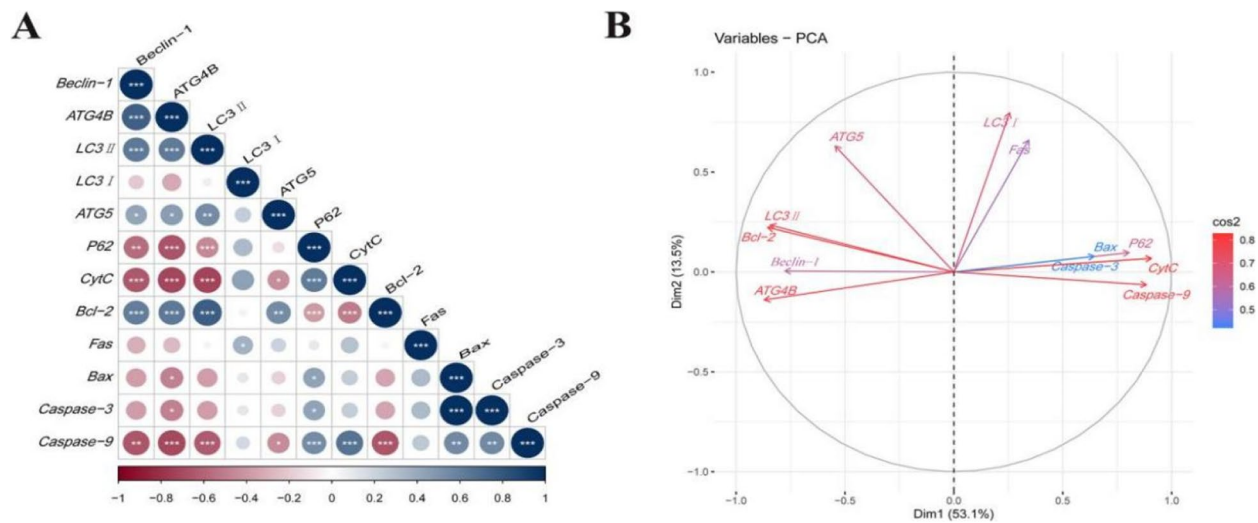 A
Beclin-1
ATG4B
LC3 II
LC3 I
ATG5
P62
CytC
Bcl-2
Fas
Bax
Caspase-3
Caspase-9
Beclin-1 ***
ATG4B *** ***
LC3 II *** *** ***
LC3 I ***
ATG5 * * ** ***
P62 ** *** *** ***
CytC *** *** *** * *** ***
Bcl-2 *** *** *** ** *** *** ***
Fas * ***
Bax * * ***
Caspase-3 * * *** ***
Caspase-9 ** *** *** * *** *** *** ** ** ***
-1 -0.8 -0.6 -0.4 -0.2 0 0.2 0.4 0.6 0.8 1
B
Variables - PCA
1.0
0.5
0.0
-0.5
-1.0
Dim2 (13.5%)
LC3 I
ATG5
Fas
LC3 II
Bcl-2
Bax
P62
Beclin-1
Caspase-3
CytC
ATG4B
Caspase-9
-1.0 -0.5 0.0 0.5 1.0
Dim1 (53.1%)
cos2
0.8
0.7
0.6
0.5